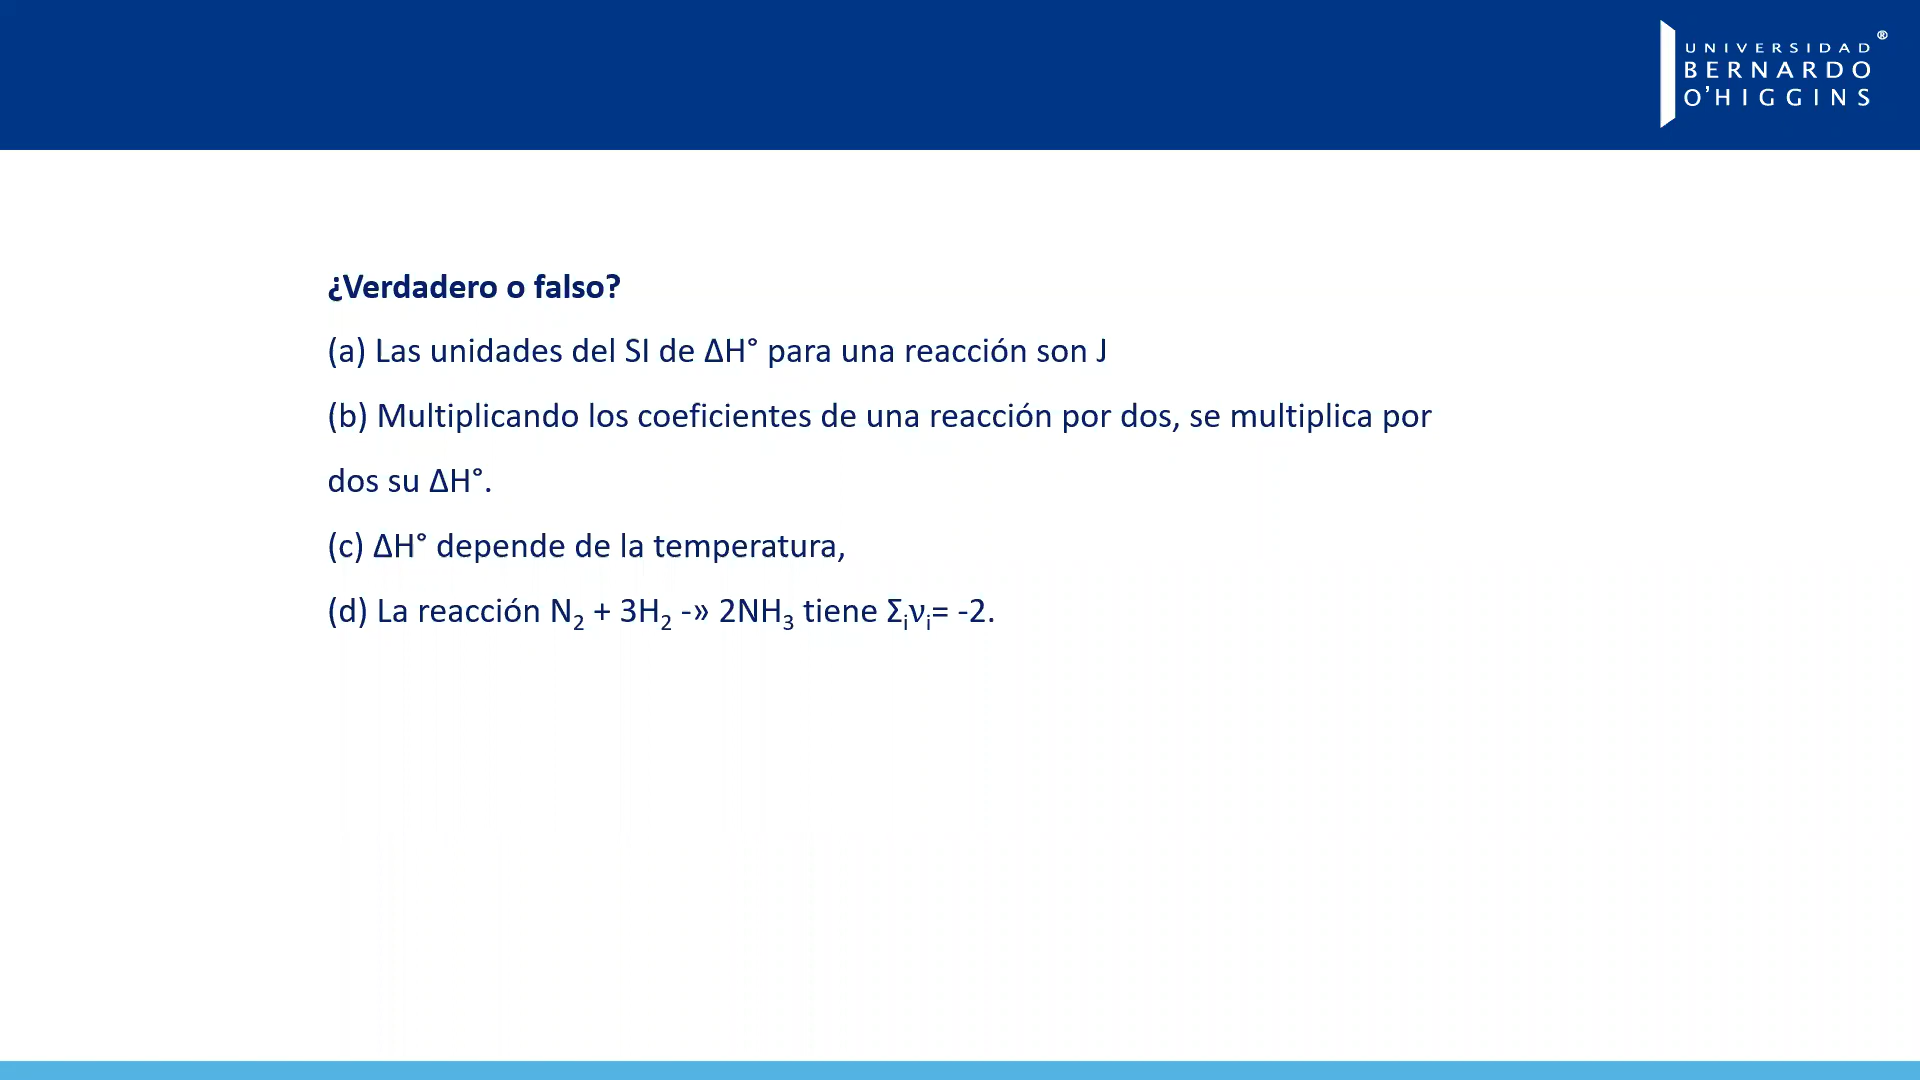 UNIVERSIDAD®
BERNARDO
O'HIGGINS
¿Verdadero o falso?
(a) Las unidades del SI de ΔH° para una reacción son J
(b) Multiplicando los coeficientes de una reacción por dos, se multiplica por
dos su ΔH°.
(c) ΔH° depende de la temperatura,
(d) La reacción N₂ + 3H₂ -» 2NH₃ tiene Σᵢνᵢ= -2.